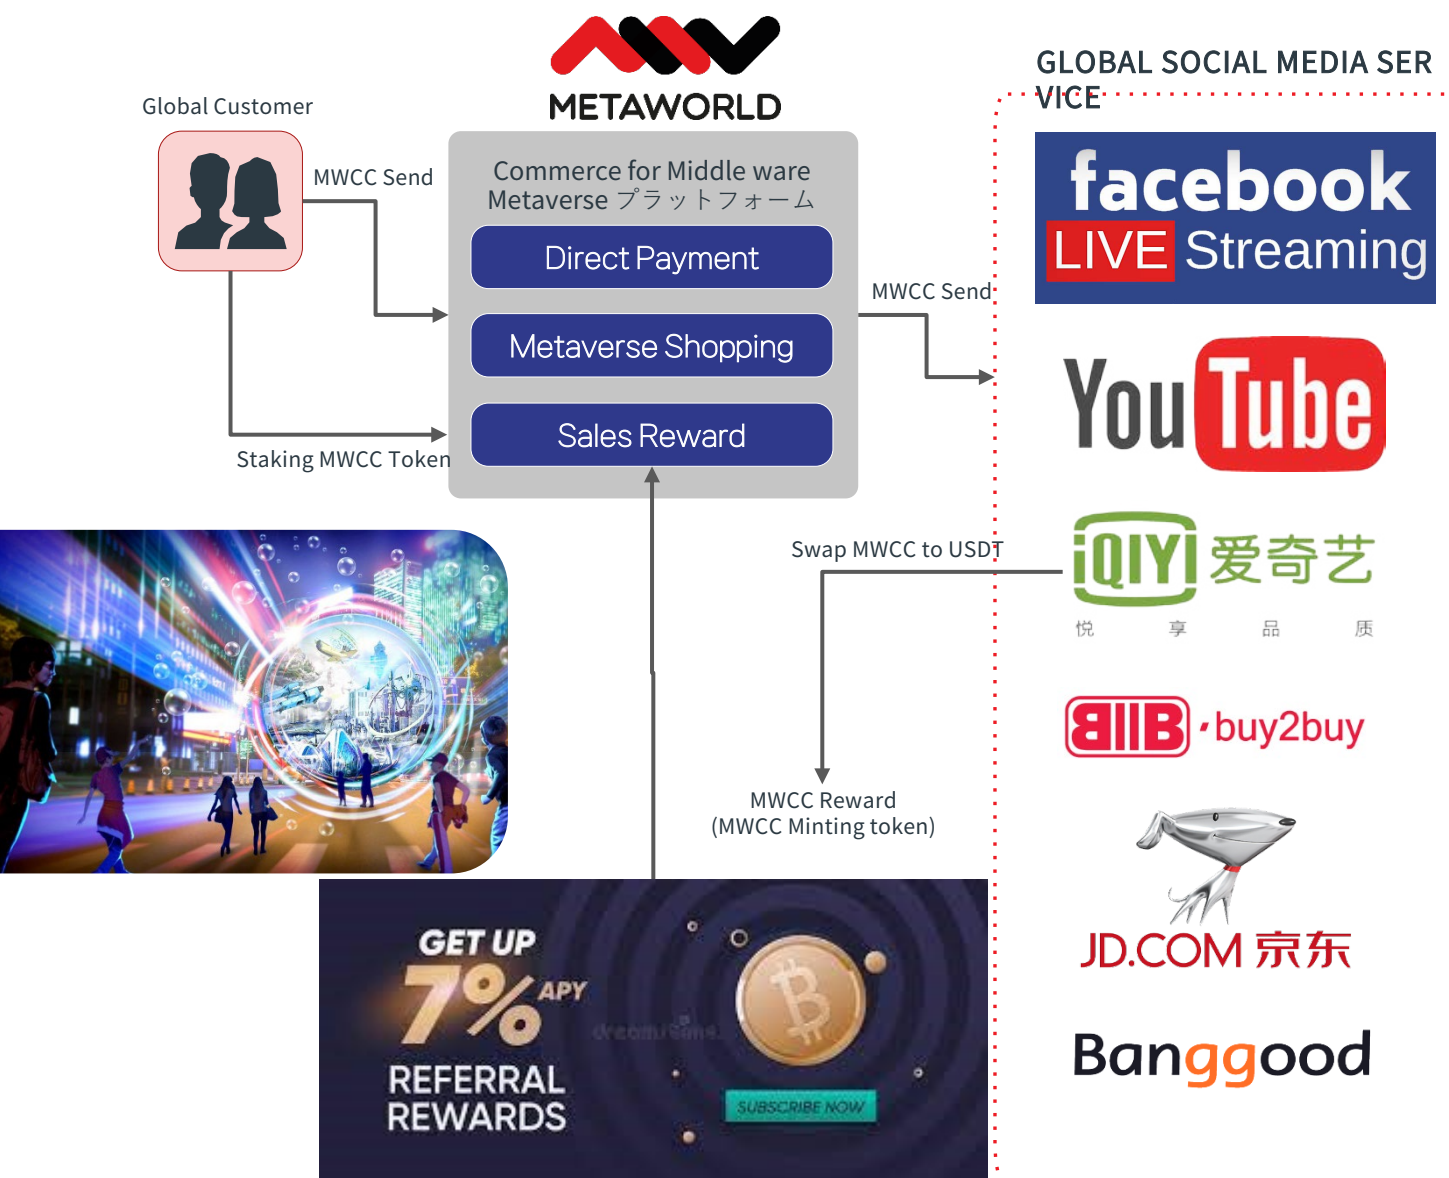 METAWORLD
GLOBAL SOCIAL MEDIA SER
VICE
Global Customer
MWCC Send
Commerce for Middle ware
Metaverse プラットフォーム
Direct Payment
Metaverse Shopping
Sales Reward
Staking MWCC Token
MWCC Send
facebook
LIVE Streaming
YouTube
Swap MWCC to USDT
iQIYI 爱奇艺
悦享品质
BIIB buy2buy
MWCC Reward
(MWCC Minting token)
JD.COM 京东
Banggood
GET UP
7% APY
REFERRAL
REWARDS
dreamstime
SUBSCRIBE NOW